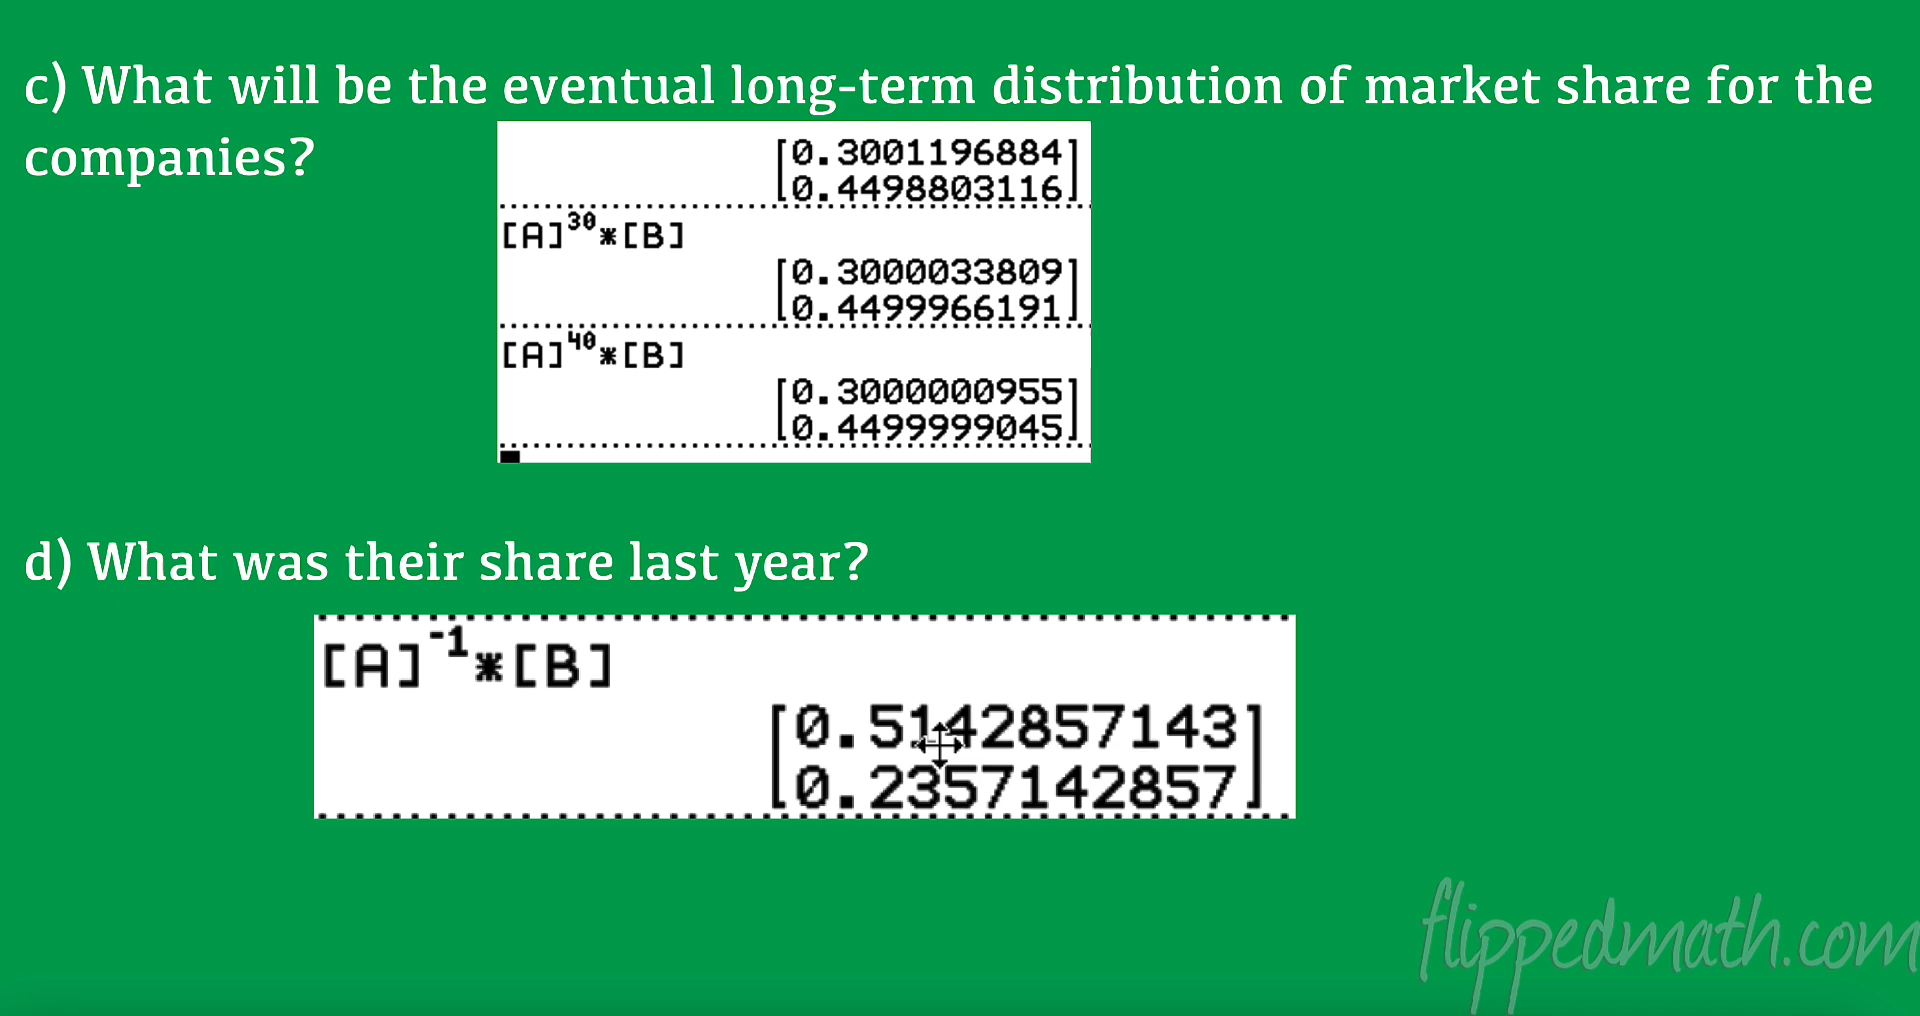 c) What will be the eventual long-term distribution of market share for the
companies?
[0.3001196884]
[0.4498803116]
[A]³⁰*[B]
[0.3000033809]
[0.4499966191]
[A]⁴⁰*[B]
[0.3000000955]
[0.4499999045]
d) What was their share last year?
[A]⁻¹*[B]
[0.5142857143]
[0.2357142857]
flippedmath.com